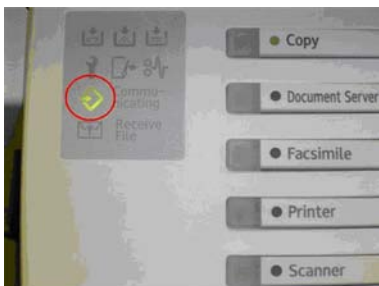 Copy
Document Server
Commu-
nicating
Receive
File
Facsimile
Printer
Scanner